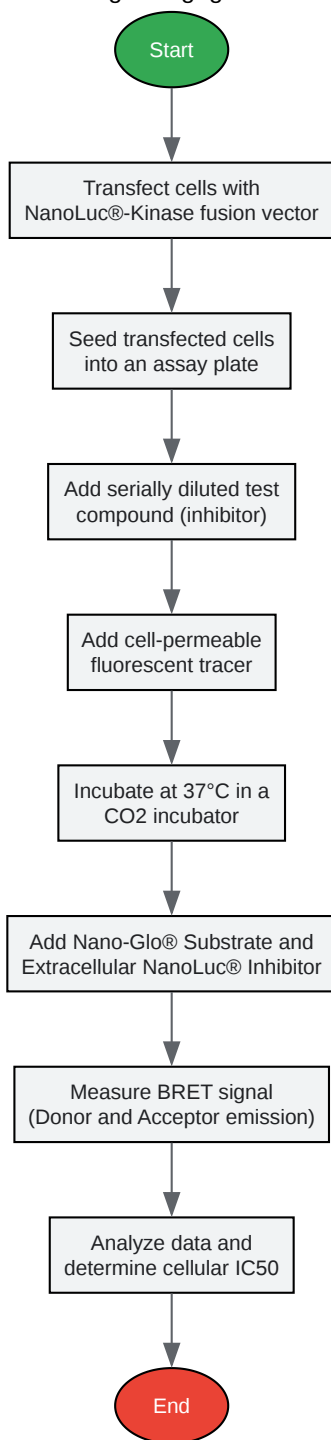 Start
Transfect cells with
NanoLuc®-Kinase fusion vector
Seed transfected cells
into an assay plate
Add serially diluted test
compound (inhibitor)
Add cell-permeable
fluorescent tracer
Incubate at 37°C in a
CO2 incubator
Add Nano-Glo® Substrate and
Extracellular NanoLuc® Inhibitor
Measure BRET signal
(Donor and Acceptor emission)
Analyze data and
determine cellular IC50
End